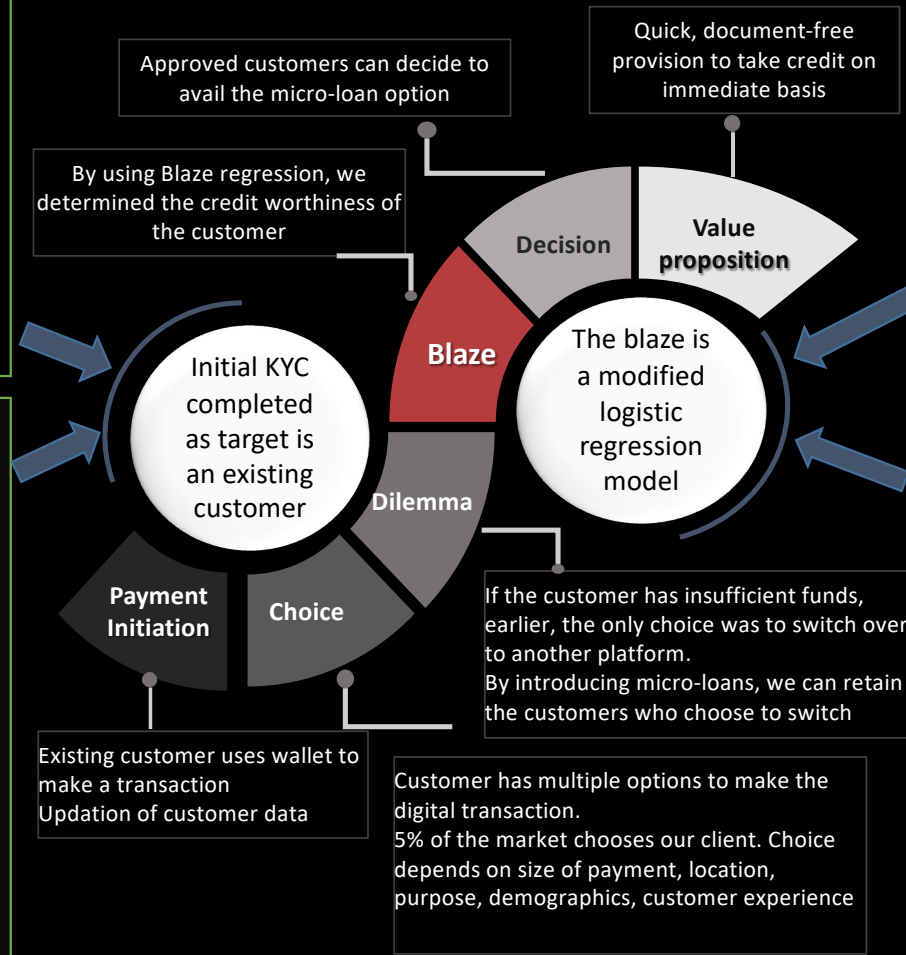 Quick, document-free
provision to take credit on
immediate basis
Approved customers can decide to
avail the micro-loan option
By using Blaze regression, we
determined the credit worthiness of
the customer
Decision
Value
proposition
Blaze
Initial KYC
completed
as target is
an existing
customer
The blaze is
a modified
logistic
regression
model
Dilemma
Payment
Initiation
Choice
If the customer has insufficient funds,
earlier, the only choice was to switch over
to another platform.
By introducing micro-loans, we can retain
the customers who choose to switch
Existing customer uses wallet to
make a transaction
Updation of customer data
Customer has multiple options to make the
digital transaction.
5% of the market chooses our client. Choice
depends on size of payment, location,
purpose, demographics, customer experience